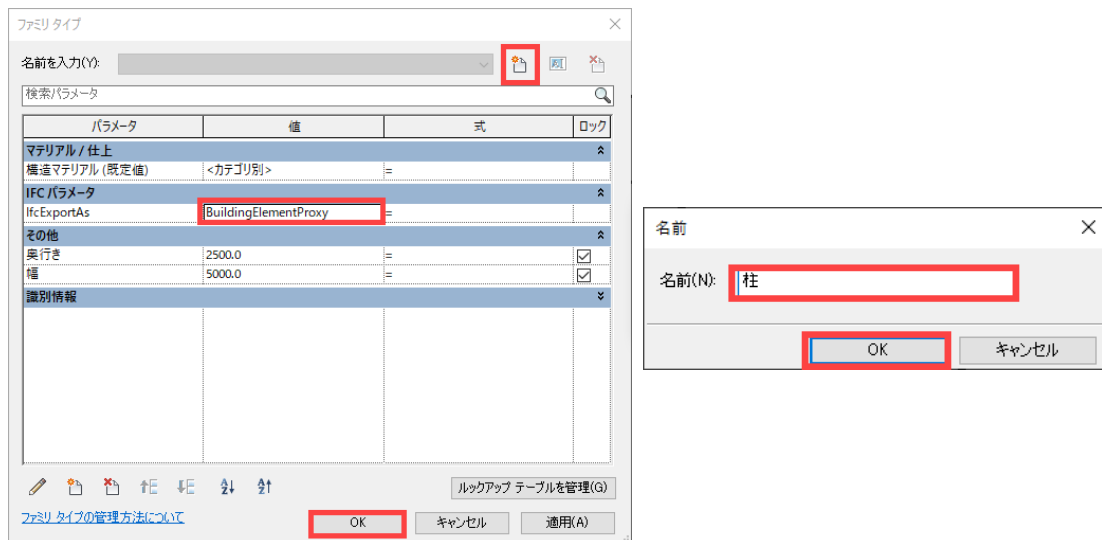 ファミリ タイプ
名前を入力(Y):
検索パラメータ
パラメータ 値 式 ロック
マテリアル / 仕上
構造マテリアル (既定値) <カテゴリ別> =
IFC パラメータ
IfcExportAs BuildingElementProxy =
その他
奥行き 2500.0 =
幅 5000.0 =
識別情報
ルックアップ テーブルを管理(G)
ファミリ タイプの管理方法について
OK キャンセル 適用(A)
名前
名前(N): 柱
OK キャンセル